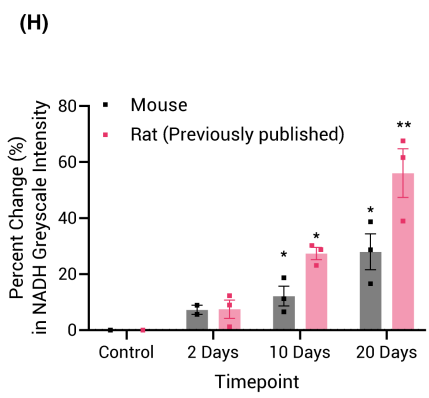 (H)
Percent Change (%)
in NADH Greyscale Intensity
80
60
40
20
0
Mouse
Rat (Previously published)
*
*
*
**
Control
2 Days
10 Days
20 Days
Timepoint